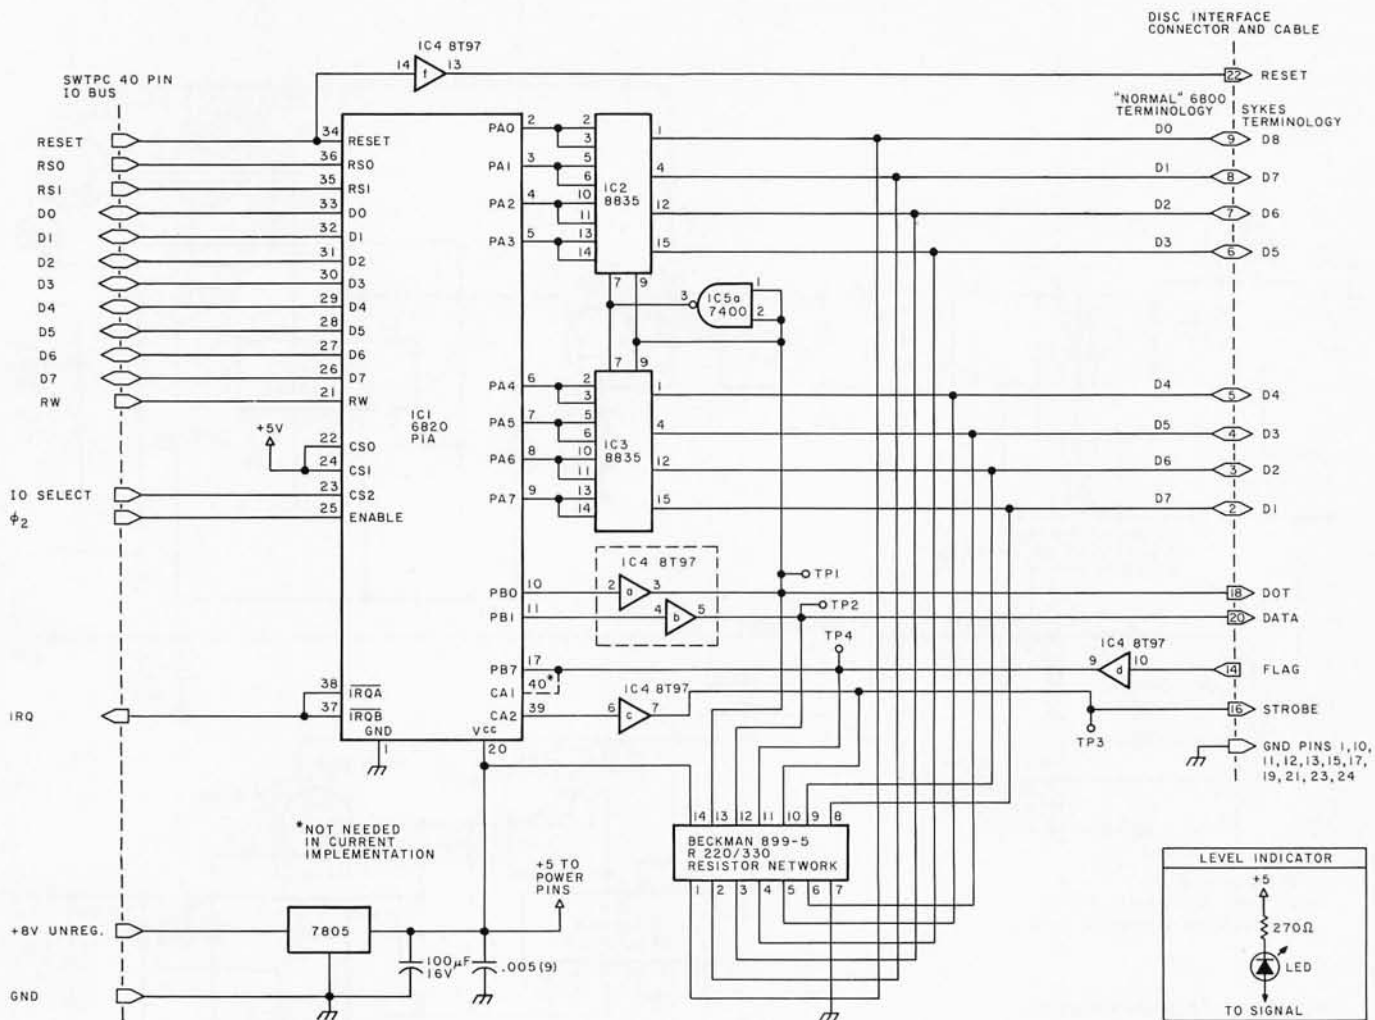 DISC INTERFACE
CONNECTOR AND CABLE
IC4 8T97
14 f 13
22 RESET
SWTPC 40 PIN
IO BUS
"NORMAL" 6800
TERMINOLOGY
SYKES
TERMINOLOGY
RESET 34 RESET
RS0 36 RS0
RS1 35 RS1
D0 33 D0
D1 32 D1
D2 31 D2
D3 30 D3
D4 29 D4
D5 28 D5
D6 27 D6
D7 26 D7
RW 21 RW
+5V
22 CS0
24 CS1
IO SELECT 23 CS2
ϕ2 25 ENABLE
IC1
6820
PIA
PA0 2 2 3 1 D0 9 D8
PA1 3 5 6 4 D1 8 D7
PA2 4 10 11 12 D2 7 D6
PA3 5 13 14 15 D3 6 D5
IC2
8835
7 9
3 IC5a 1
7400 2
7 9
PA4 6 2 3 1 D4 5 D4
PA5 7 5 6 4 D5 4 D3
PA6 8 10 11 12 D6 3 D2
PA7 9 13 14 15 D7 2 D1
IC3
8835
IC4 8T97
TP1
PB0 10 2 a 3 18 DOT
TP2
PB1 11 4 b 5 20 DATA
TP4
IC4 8T97
PB7 17 9 d 10 14 FLAG
CA1 40*
IC4 8T97
CA2 39 6 c 7 16 STROBE
TP3
38 IRQA
IRQ 37 IRQB
GND VCC
1 20
GND PINS 1,10,
11,12,13,15,17,
19,21,23,24
14 13 12 11 10 9 8
BECKMAN 899-5
R 220/330
RESISTOR NETWORK
1 2 3 4 5 6 7
*NOT NEEDED
IN CURRENT
IMPLEMENTATION
+5 TO
POWER
PINS
+8V UNREG. 7805
100µF
16V
.005(9)
GND
LEVEL INDICATOR
+5
270Ω
LED
TO SIGNAL